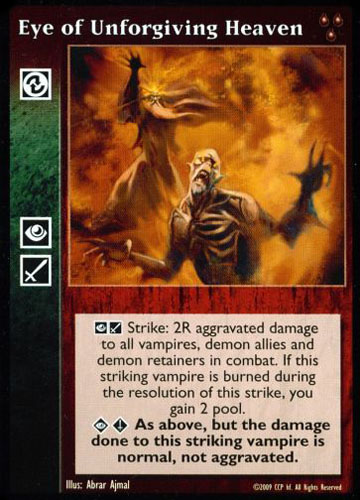 Eye of Unforgiving Heaven
Strike: 2R aggravated damage
to all vampires, demon allies and
demon retainers in combat. If this
striking vampire is burned during
the resolution of this strike, you
gain 2 pool.
As above, but the damage
done to this striking vampire is
normal, not aggravated.
Illus: Abrar Ajmal
©2009 CCP hf. All Rights Reserved